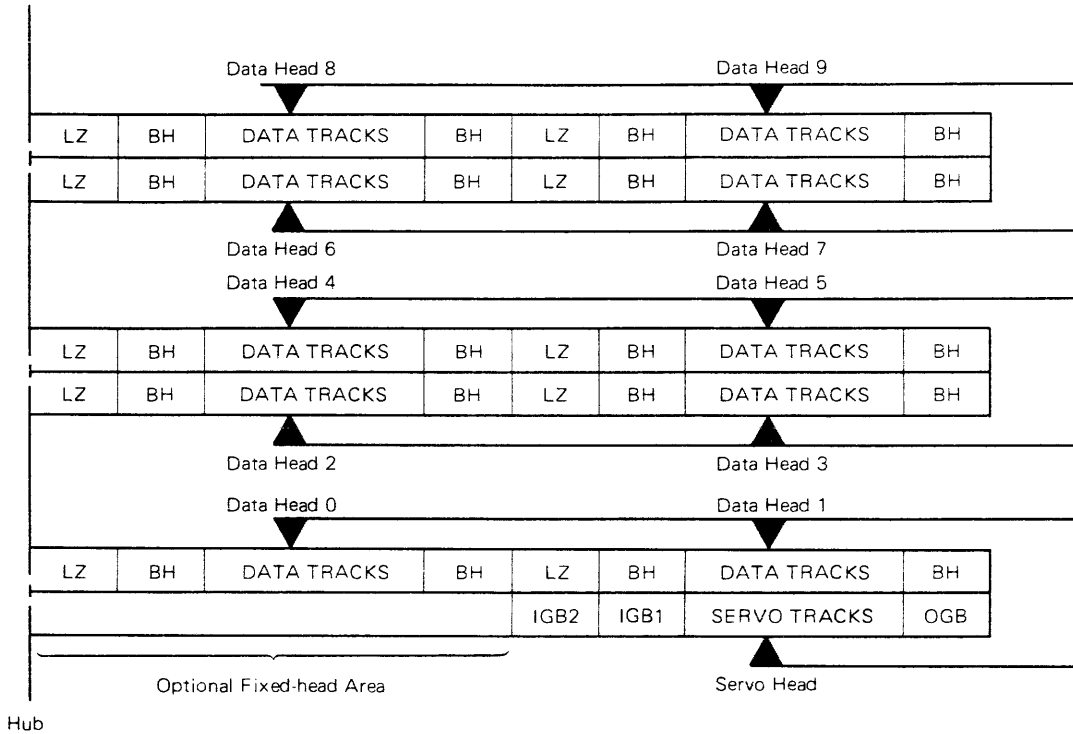 Data Head 8 Data Head 9
LZ BH DATA TRACKS BH LZ BH DATA TRACKS BH
LZ BH DATA TRACKS BH LZ BH DATA TRACKS BH
Data Head 6 Data Head 7
Data Head 4 Data Head 5
LZ BH DATA TRACKS BH LZ BH DATA TRACKS BH
LZ BH DATA TRACKS BH LZ BH DATA TRACKS BH
Data Head 2 Data Head 3
Data Head 0 Data Head 1
LZ BH DATA TRACKS BH LZ BH DATA TRACKS BH
IGB2 IGB1 SERVO TRACKS OGB
Optional Fixed-head Area Servo Head
Hub